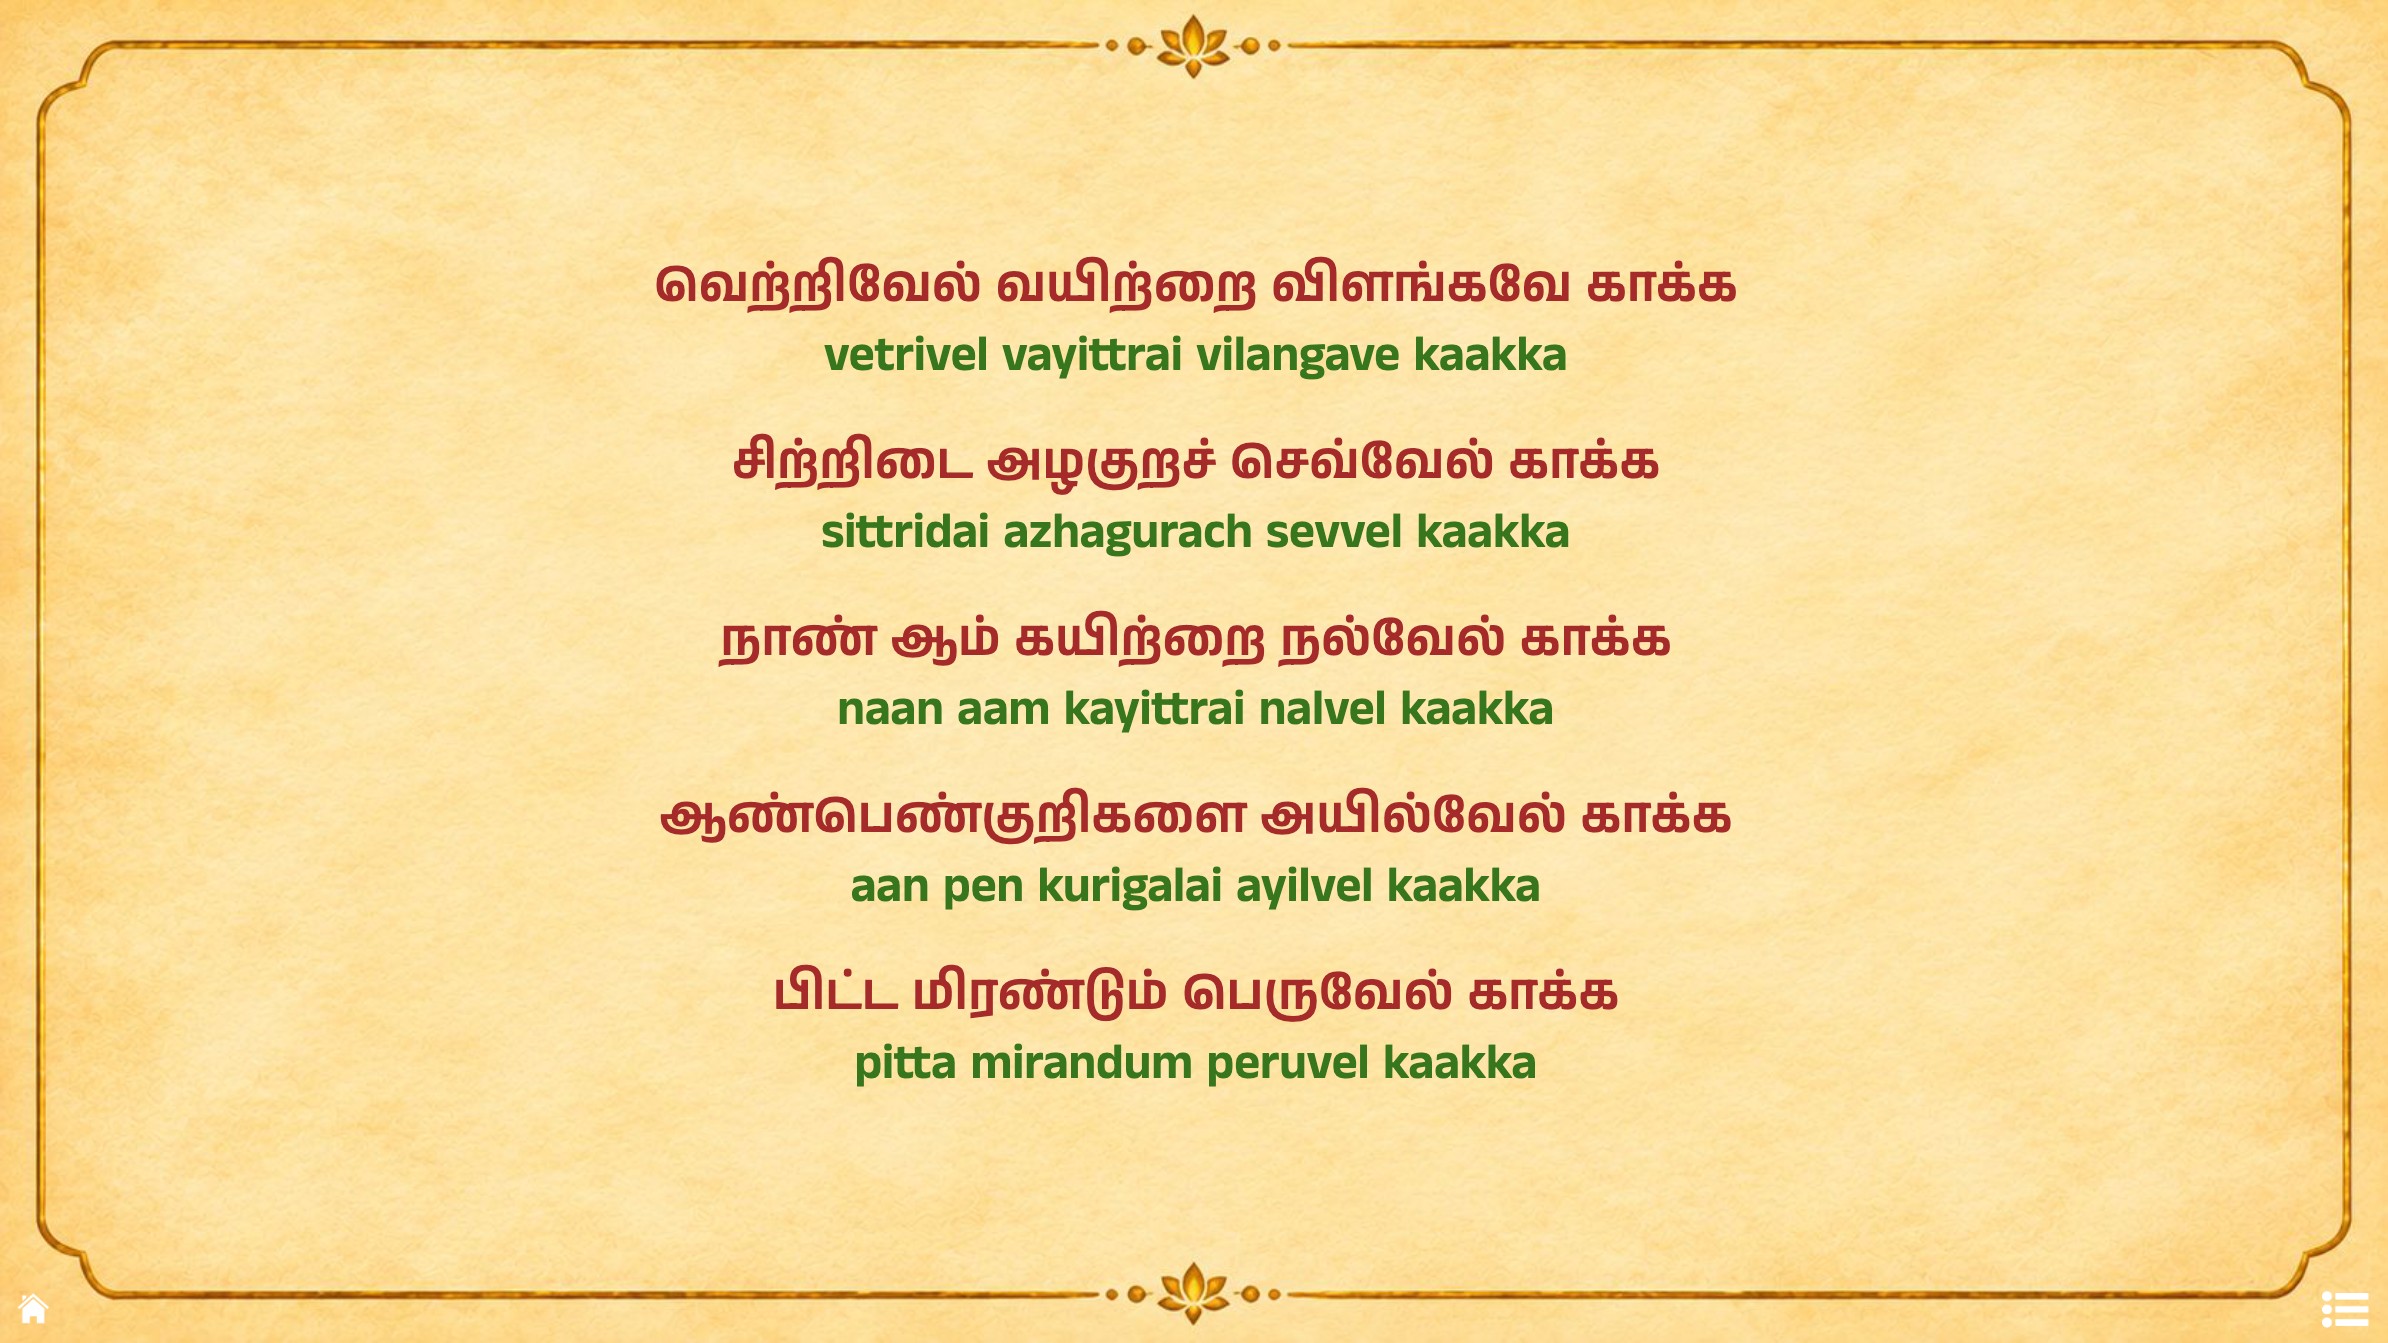 வெற்றிவேல் வயிற்றை விளங்கவே காக்க
vetrivel vayittrai vilangave kaakka
சிற்றிடை அழகுறச் செவ்வேல் காக்க
sittridai azhagurach sevvel kaakka
நாண் ஆம் கயிற்றை நல்வேல் காக்க
naan aam kayittrai nalvel kaakka
ஆண்பெண்குறிகளை அயில்வேல் காக்க
aan pen kurigalai ayilvel kaakka
பிட்ட மிரண்டும் பெருவேல் காக்க
pitta mirandum peruvel kaakka